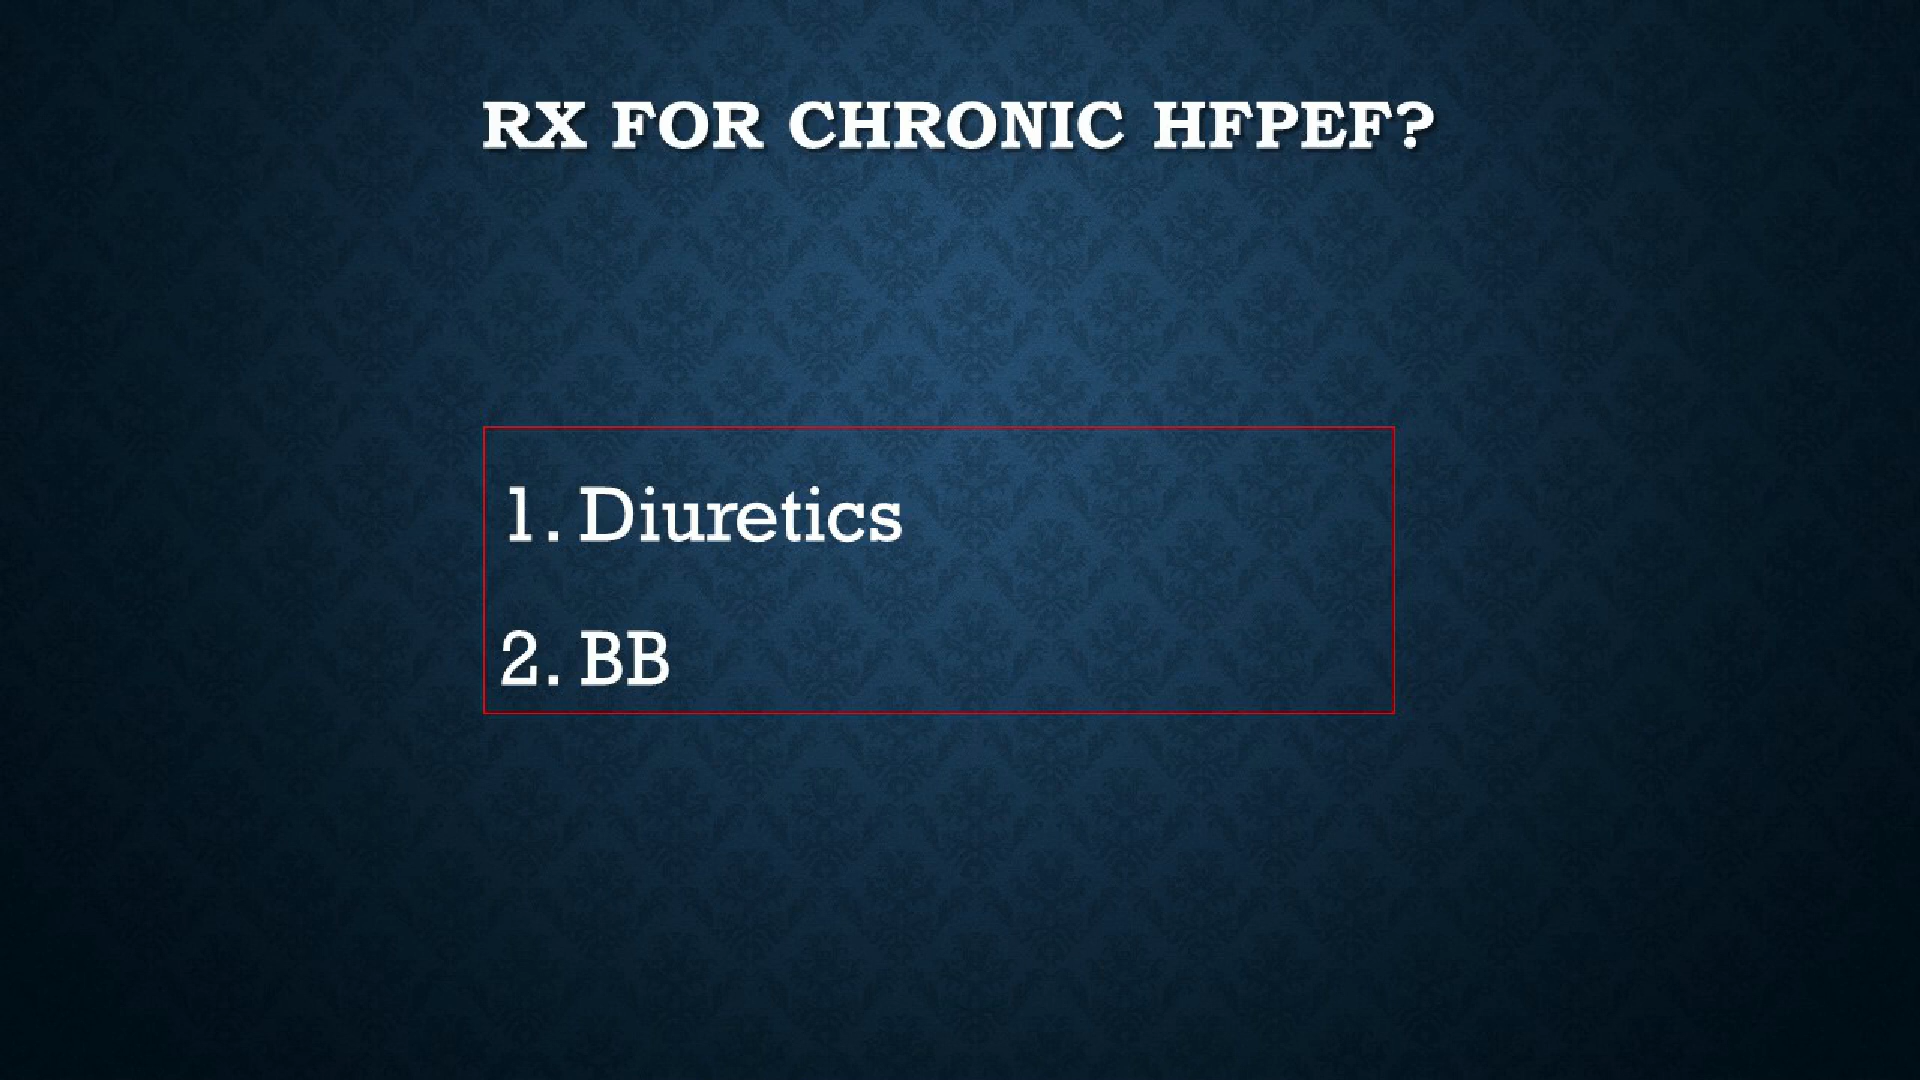 RX FOR CHRONIC HFPEF?
1. Diuretics
2. BB